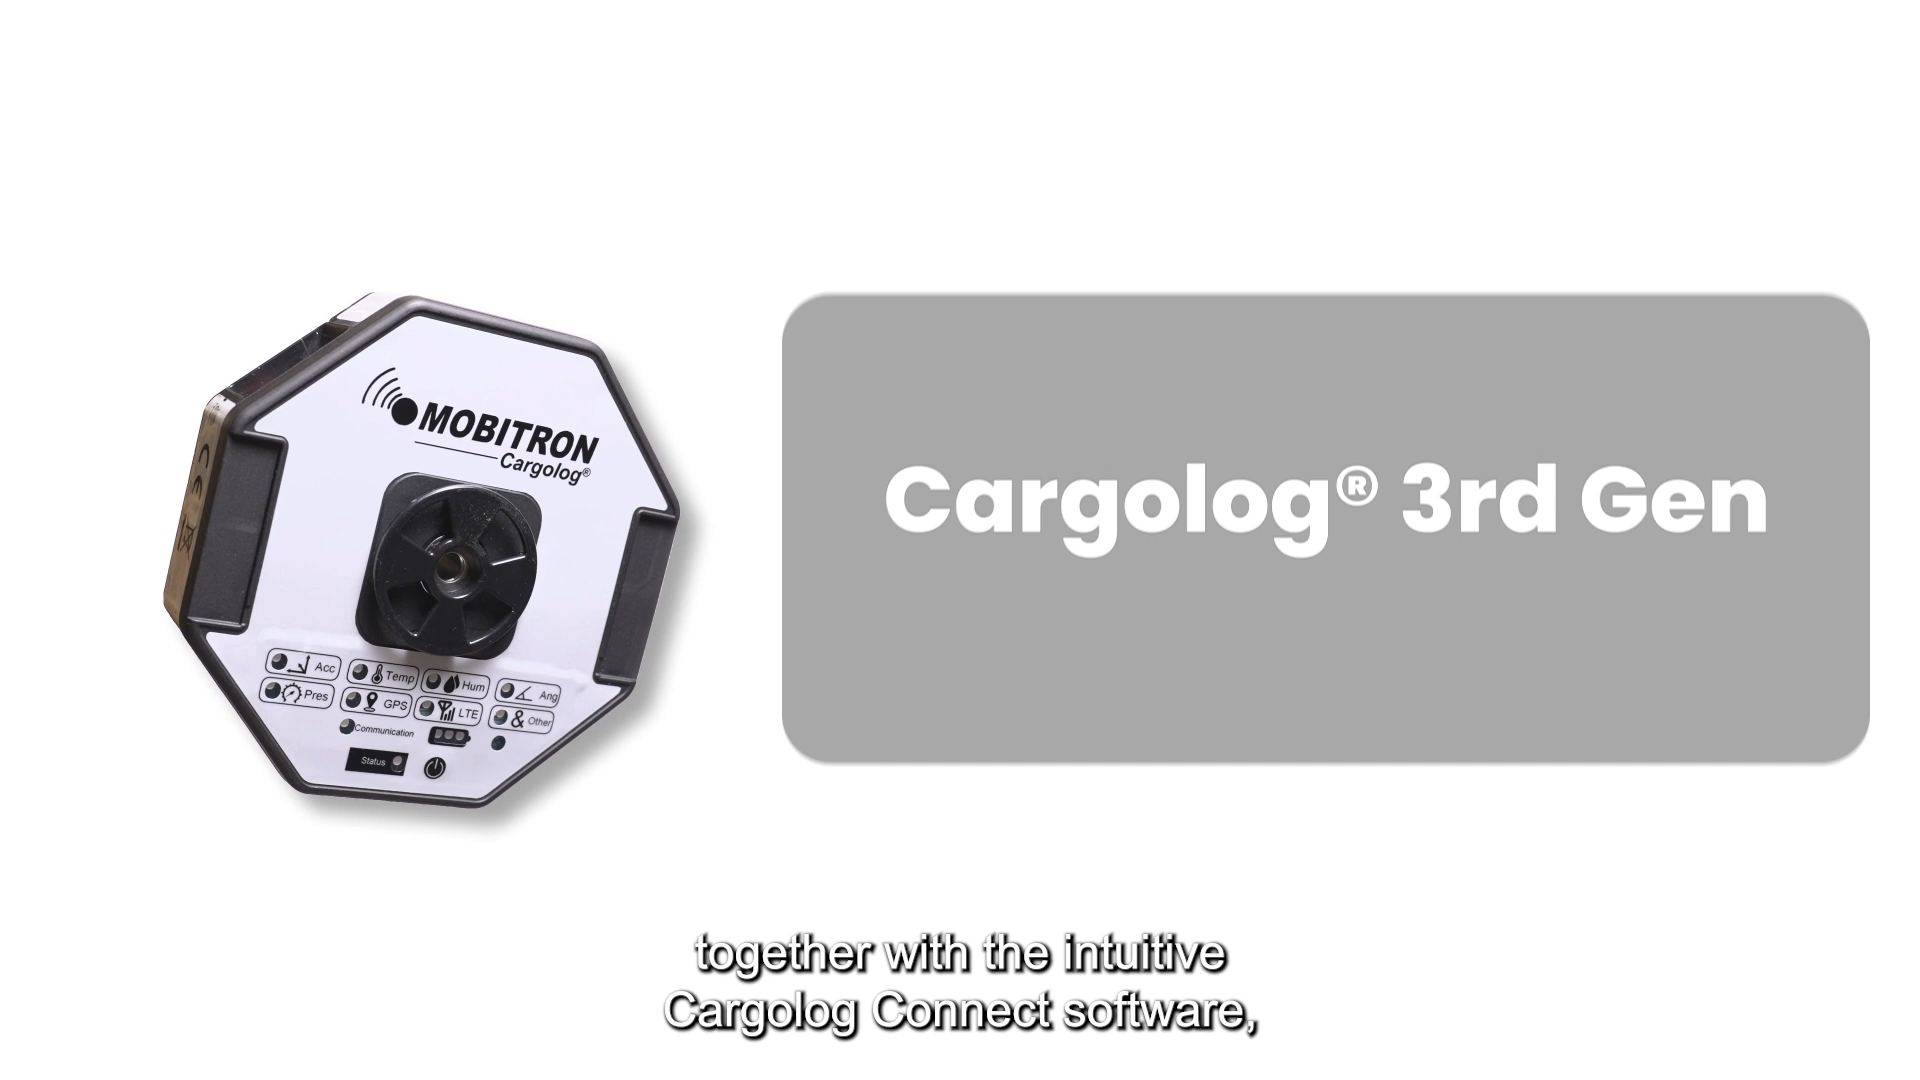 MOBITRON
Cargolog®
Acc
Temp
Hum
Ang
Pres
GPS
LTE
& Other
Communication
Status
CE
Cargolog® 3rd Gen
together with the intuitive
Cargolog Connect software,